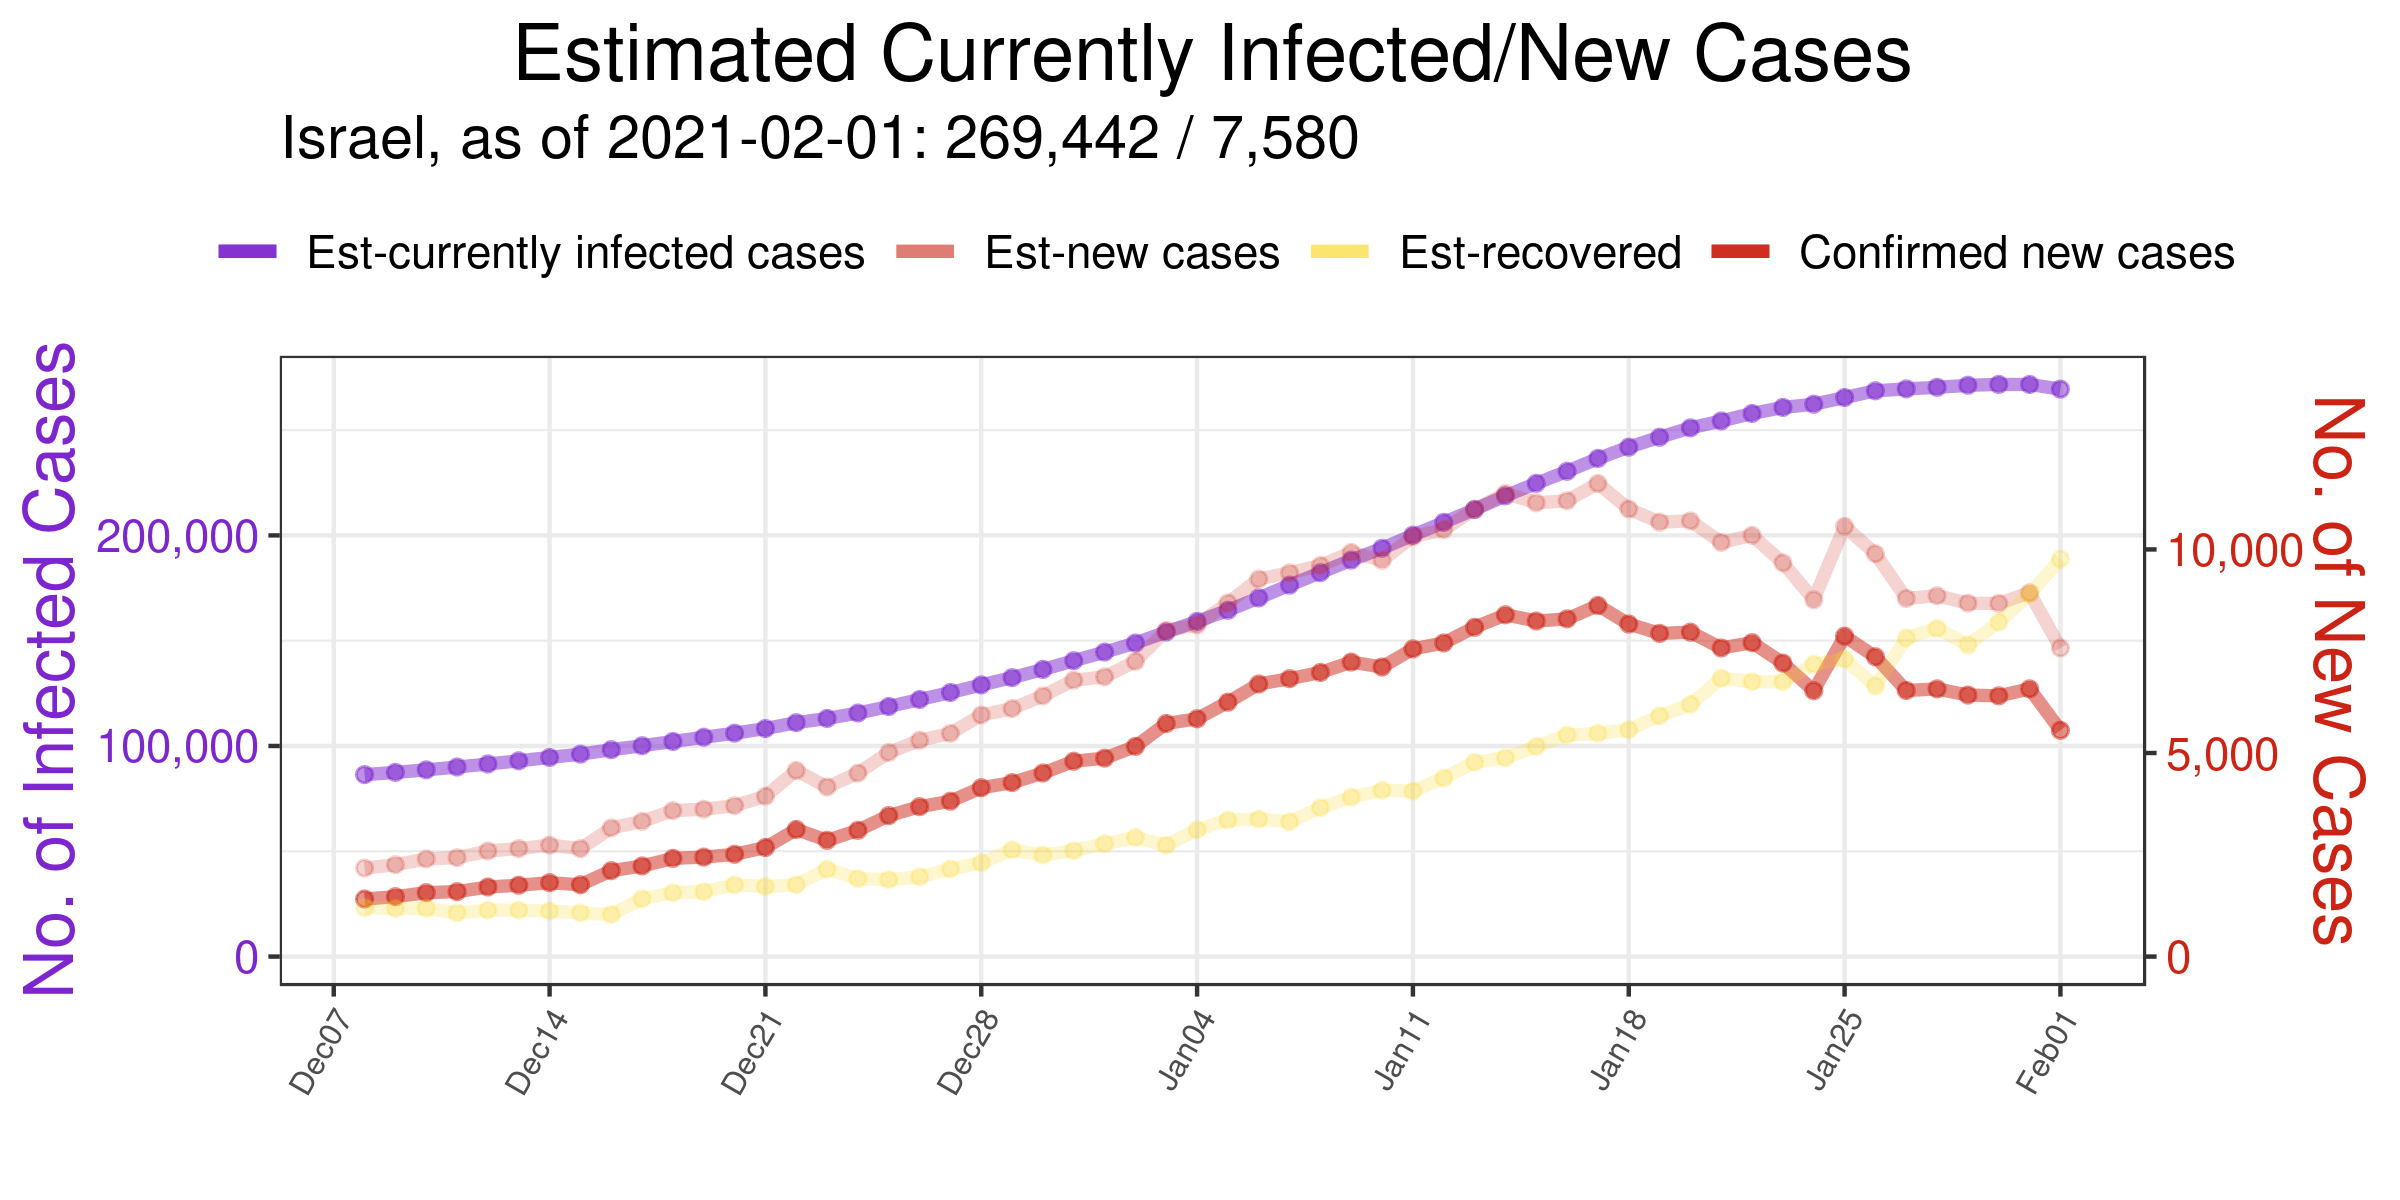 Estimated Currently Infected/New Cases
Israel, as of 2021-02-01: 269,442 / 7,580
Est-currently infected cases Est-new cases Est-recovered Confirmed new cases
No. of Infected Cases
200,000
100,000
0
10,000
5,000
0
No. of New Cases
Dec07 Dec14 Dec21 Dec28 Jan04 Jan11 Jan18 Jan25 Feb01